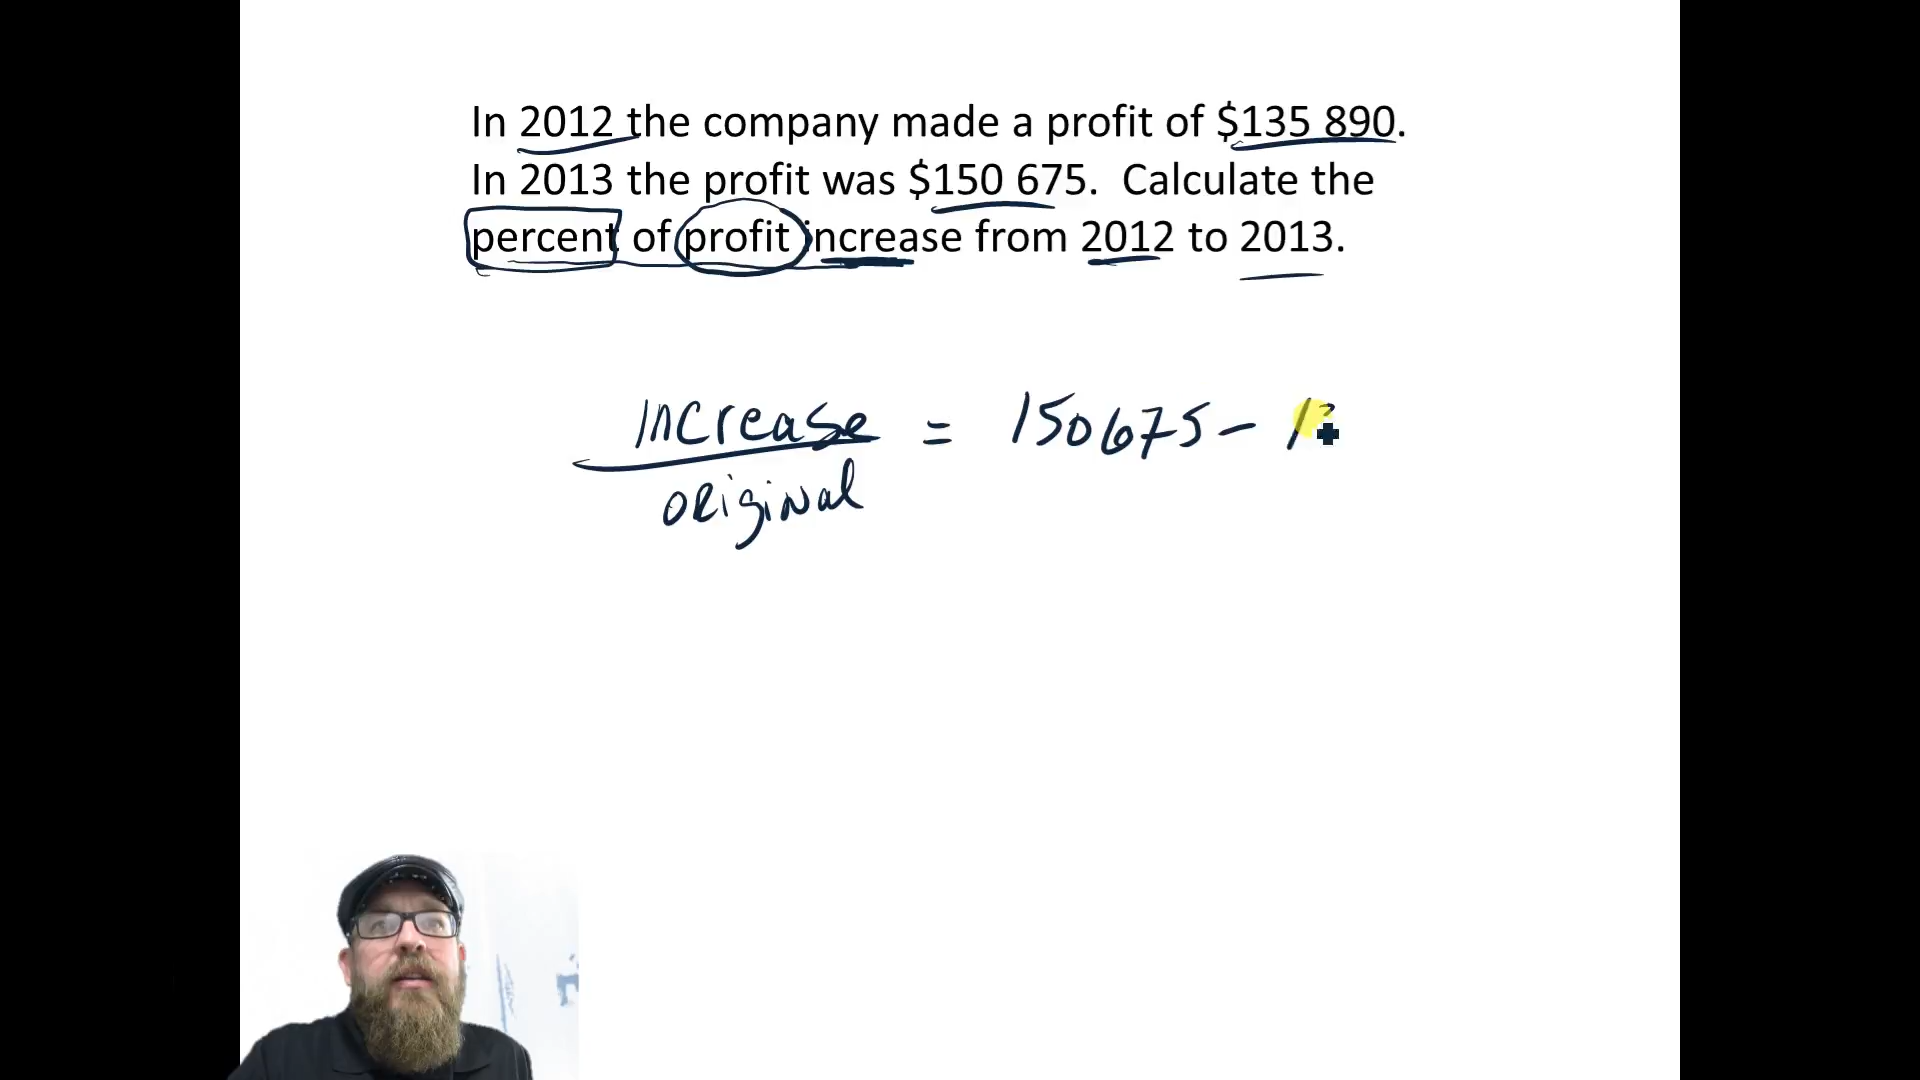 In 2012 the company made a profit of $135 890.
In 2013 the profit was $150 675. Calculate the
percent of profit increase from 2012 to 2013.
increase = 150675 - 13
original